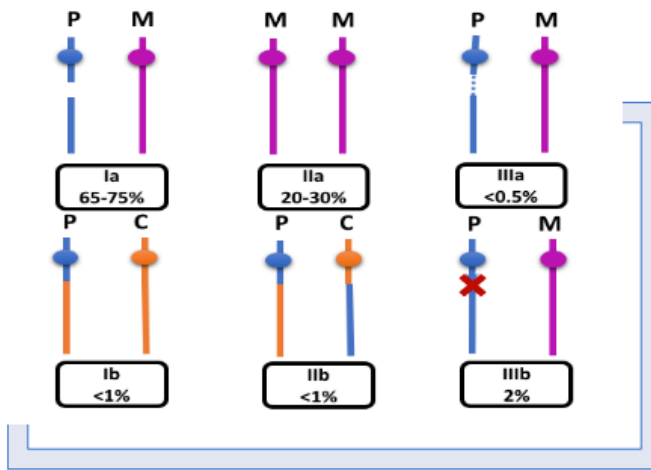 P M M M P M
Ia IIa IIIa
65-75% 20-30% <0.5%
P C P C P M
Ib IIb IIIb
<1% <1% 2%